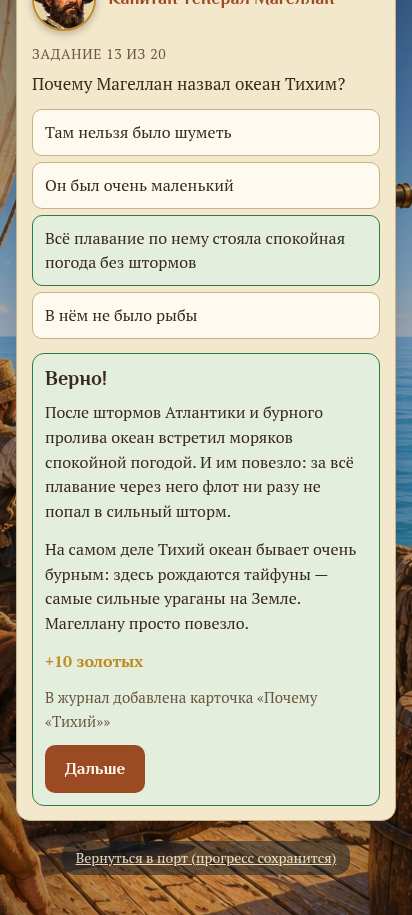 Капитан-генерал Магеллан
ЗАДАНИЕ 13 ИЗ 20
Почему Магеллан назвал океан Тихим?
Там нельзя было шуметь
Он был очень маленький
Всё плавание по нему стояла спокойная
погода без штормов
В нём не было рыбы
Верно!
После штормов Атлантики и бурного
пролива океан встретил моряков
спокойной погодой. И им повезло: за всё
плавание через него флот ни разу не
попал в сильный шторм.
На самом деле Тихий океан бывает очень
бурным: здесь рождаются тайфуны —
самые сильные ураганы на Земле.
Магеллану просто повезло.
+10 золотых
В журнал добавлена карточка «Почему
«Тихий»»
Дальше
Вернуться в порт (прогресс сохранится)